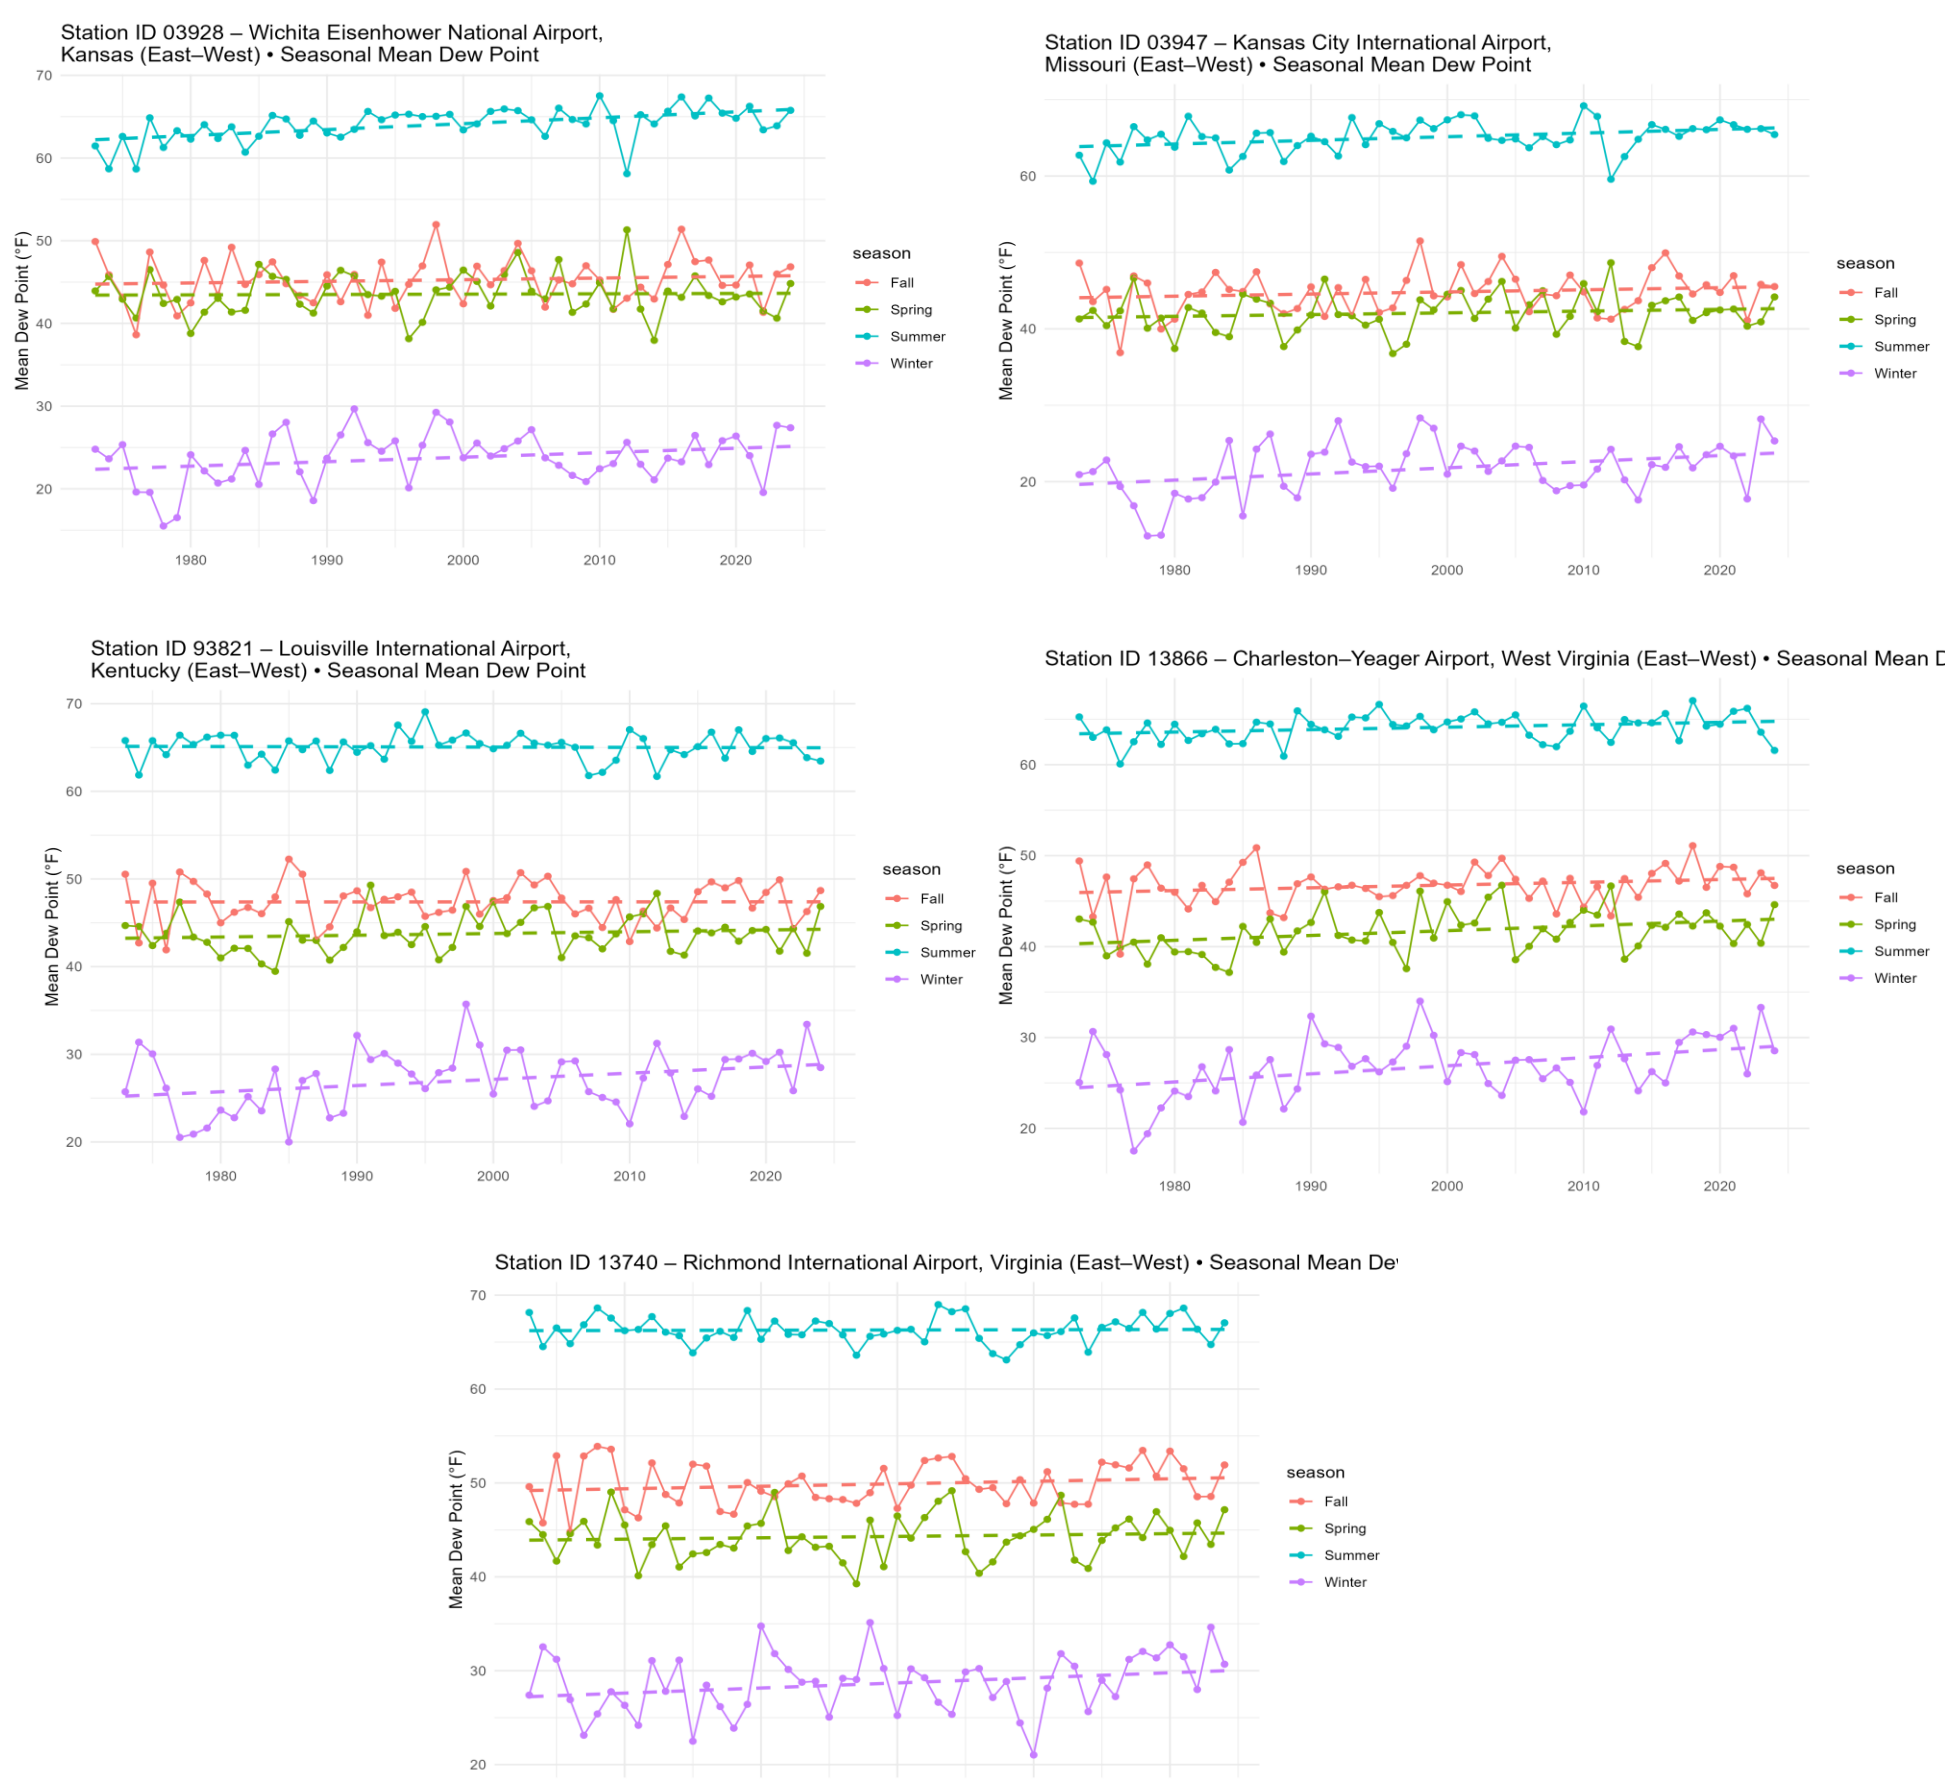 Station ID 03928 – Wichita Eisenhower National Airport,
Kansas (East–West) • Seasonal Mean Dew Point
70
60
50
40
30
20
Mean Dew Point (°F)
1980
1990
2000
2010
2020
season
Fall
Spring
Summer
Winter
Station ID 03947 – Kansas City International Airport,
Missouri (East–West) • Seasonal Mean Dew Point
60
40
20
Mean Dew Point (°F)
1980
1990
2000
2010
2020
season
Fall
Spring
Summer
Winter
Station ID 93821 – Louisville International Airport,
Kentucky (East–West) • Seasonal Mean Dew Point
70
60
50
40
30
20
Mean Dew Point (°F)
1980
1990
2000
2010
2020
season
Fall
Spring
Summer
Winter
Station ID 13866 – Charleston–Yeager Airport, West Virginia (East–West) • Seasonal Mean D
60
50
40
30
20
Mean Dew Point (°F)
1980
1990
2000
2010
2020
season
Fall
Spring
Summer
Winter
Station ID 13740 – Richmond International Airport, Virginia (East–West) • Seasonal Mean De
70
60
50
40
30
20
Mean Dew Point (°F)
season
Fall
Spring
Summer
Winter